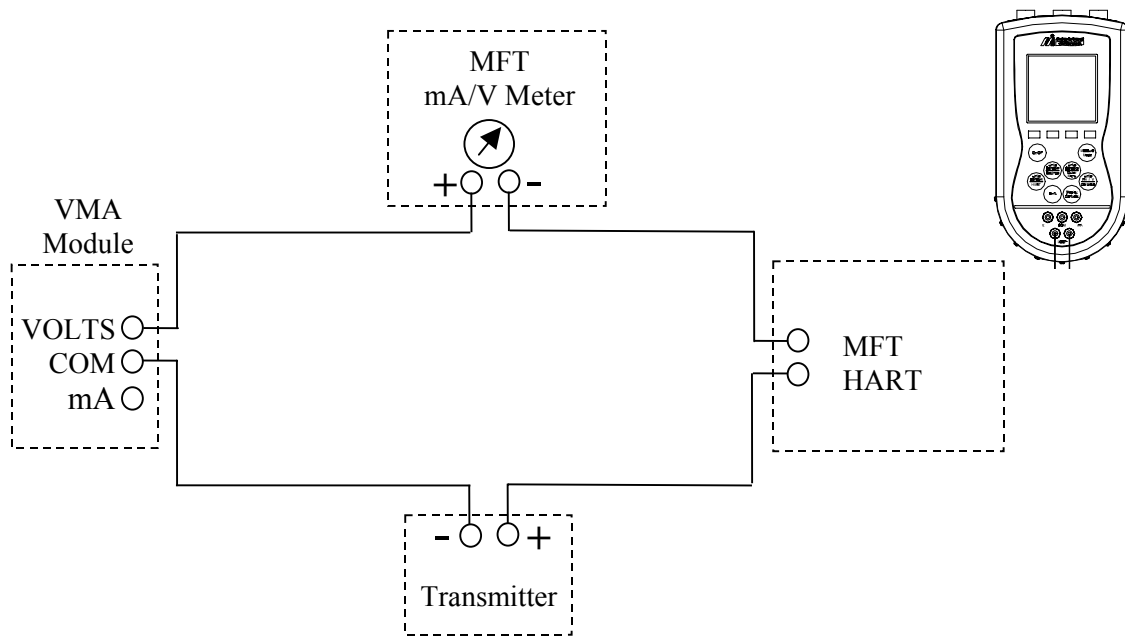 MFT
mA/V Meter
+
-
VMA
Module
VOLTS
COM
mA
MFT
HART
-
+
Transmitter